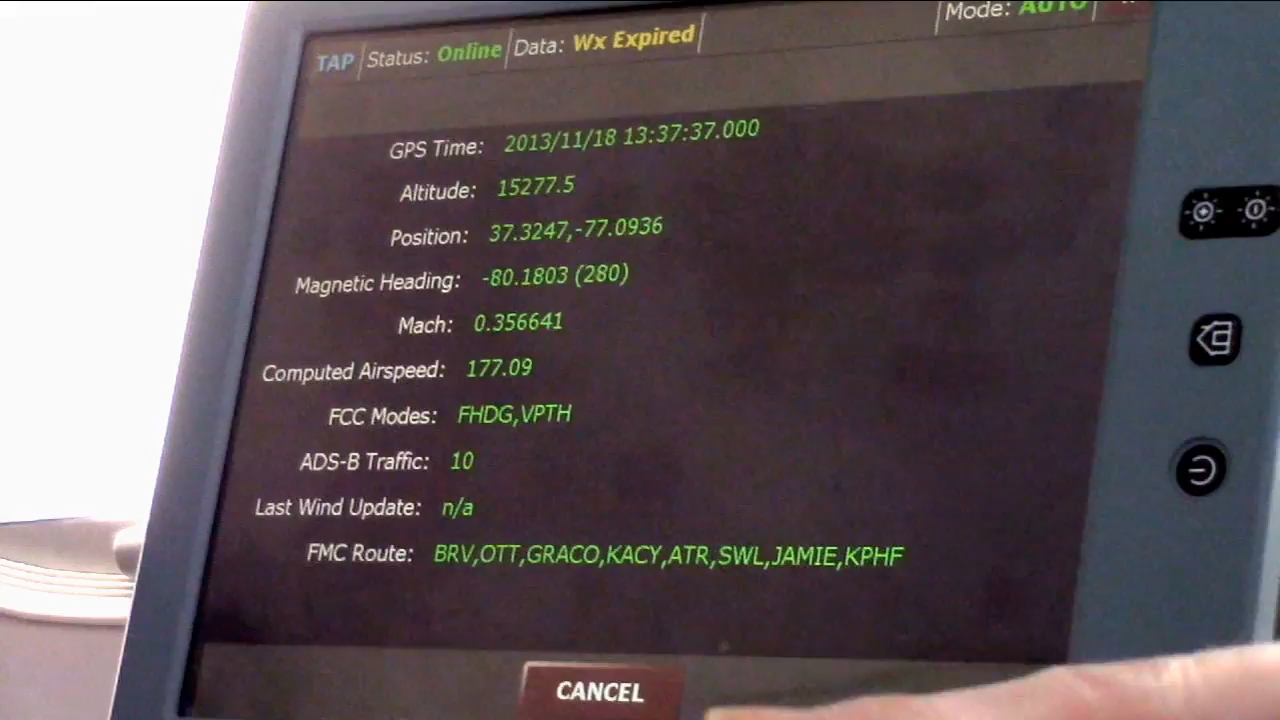 TAP Status: Online Data: Wx Expired Mode: AUTO
GPS Time: 2013/11/18 13:37:37.000
Altitude: 15277.5
Position: 37.3247,-77.0936
Magnetic Heading: -80.1803 (280)
Mach: 0.356641
Computed Airspeed: 177.09
FCC Modes: FHDG,VPTH
ADS-B Traffic: 10
Last Wind Update: n/a
FMC Route: BRV,OTT,GRACO,KACY,ATR,SWL,JAMIE,KPHF
CANCEL